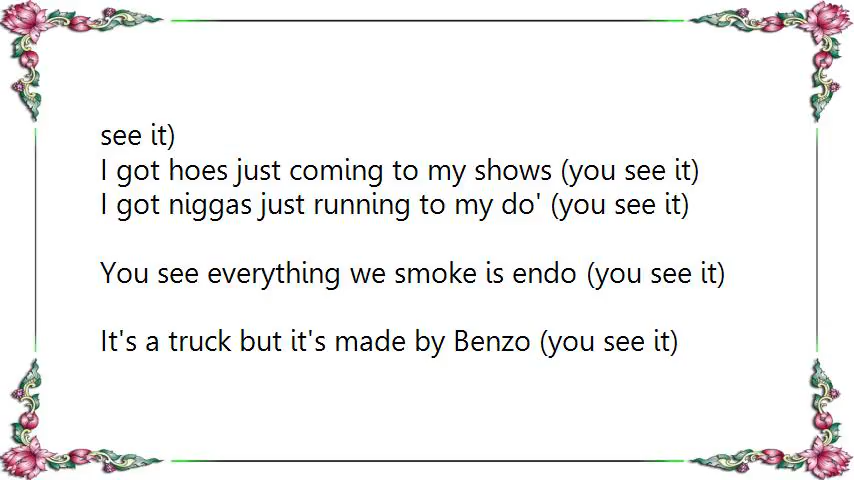 see it)
I got hoes just coming to my shows (you see it)
I got niggas just running to my do' (you see it)
You see everything we smoke is endo (you see it)
It's a truck but it's made by Benzo (you see it)